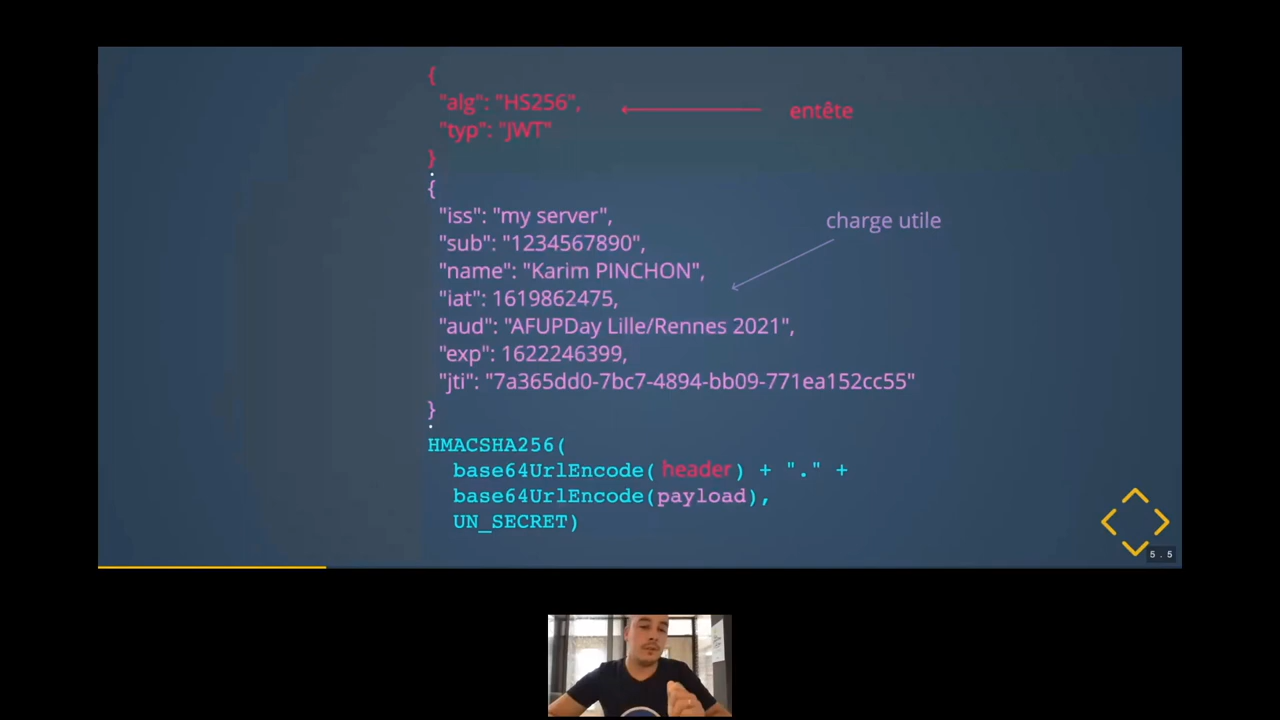 {
"alg": "HS256",
entête
"typ": "JWT"
}
.
{
"iss": "my server",
charge utile
"sub": "1234567890",
"name": "Karim PINCHON",
"iat": 1619862475,
"aud": "AFUPDay Lille/Rennes 2021",
"exp": 1622246399,
"jti": "7a365dd0-7bc7-4894-bb09-771ea152cc55"
}
.
HMACSHA256(
base64UrlEncode(header) + "." +
base64UrlEncode(payload),
UN_SECRET)
5.5